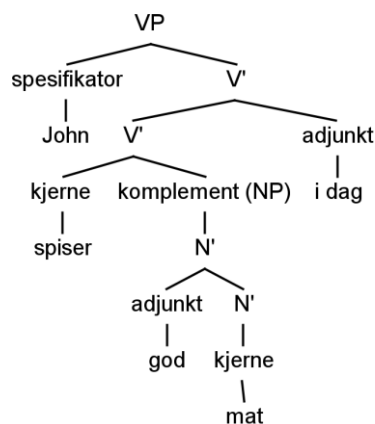 VP
spesifikator V'
John V' adjunkt
kjerne komplement (NP) i dag
spiser N'
adjunkt N'
god kjerne
mat